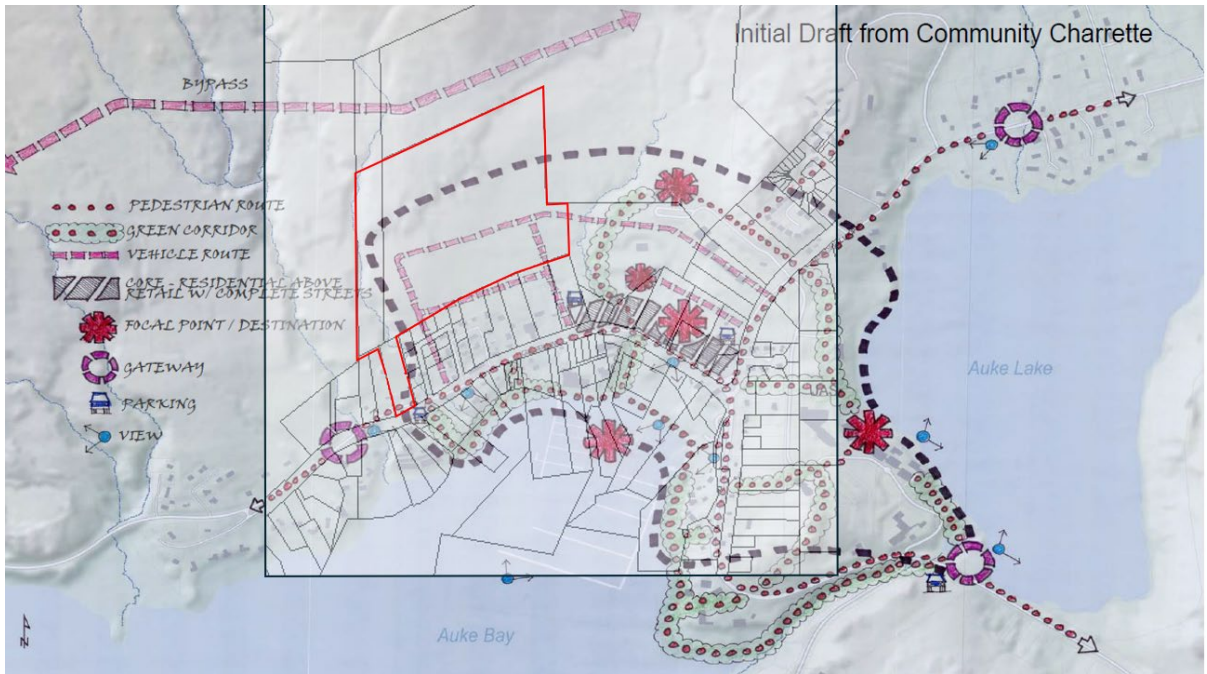 Initial Draft from Community Charrette
BYPASS
PEDESTRIAN ROUTE
GREEN CORRIDOR
VEHICLE ROUTE
CORE - RESIDENTIAL ABOVE
RETAIL W/ COMPLETE STREETS
FOCAL POINT / DESTINATION
GATEWAY
PARKING
VIEW
Auke Lake
UAS
Auke Bay
N